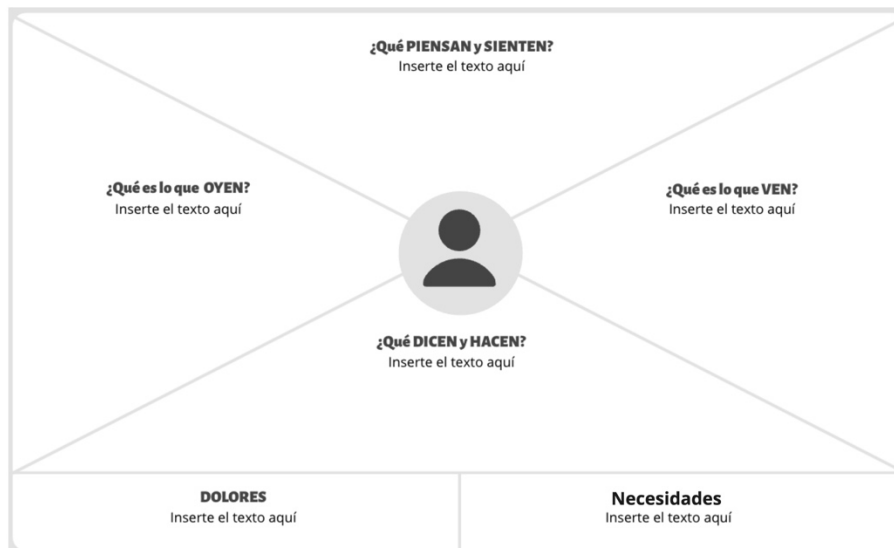 ¿Qué PIENSAN y SIENTEN?
Inserte el texto aquí
¿Qué es lo que OYEN?
Inserte el texto aquí
¿Qué es lo que VEN?
Inserte el texto aquí
¿Qué DICEN y HACEN?
Inserte el texto aquí
DOLORES
Inserte el texto aquí
Necesidades
Inserte el texto aquí